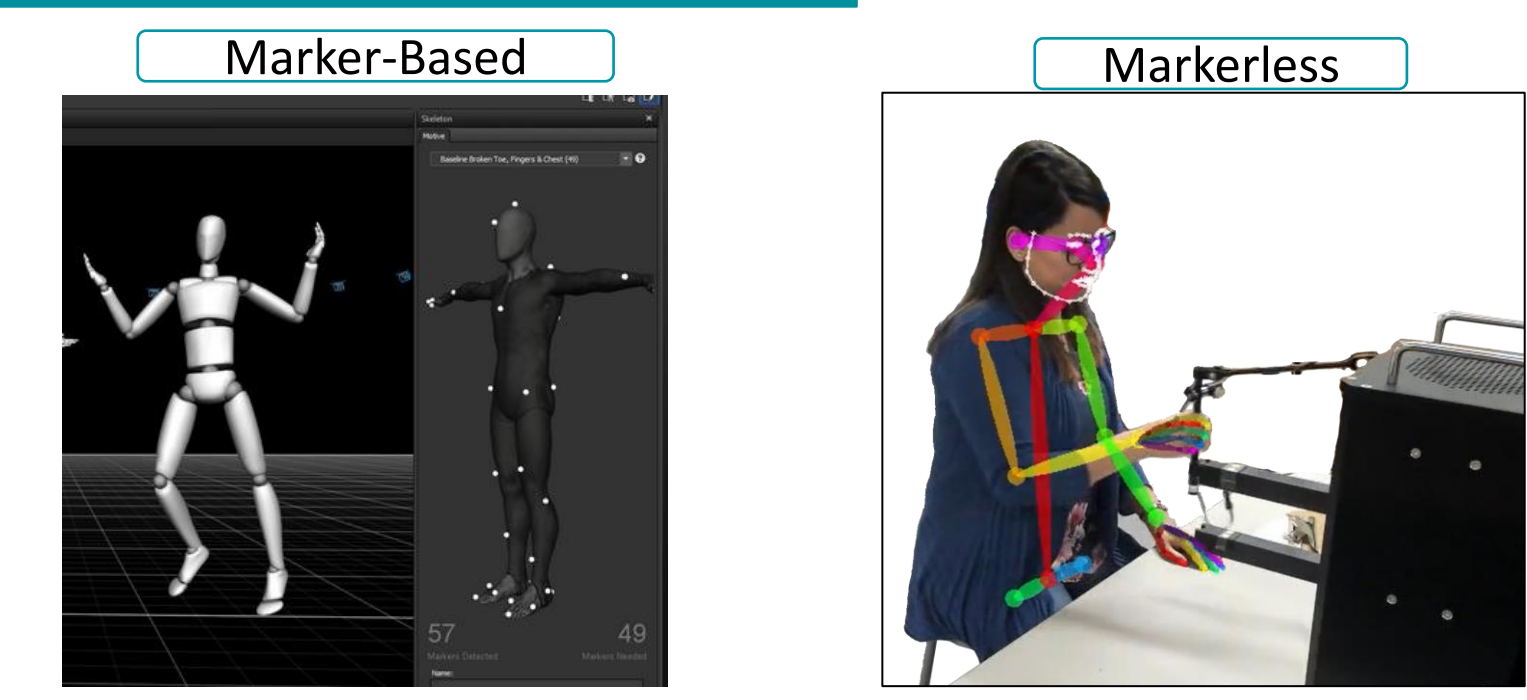 Marker-Based
Markerless
Skeleton
Motive
Baseline Broken Toe, Fingers & Chest (49)
57
49
Markers Detected
Markers Needed
Name: